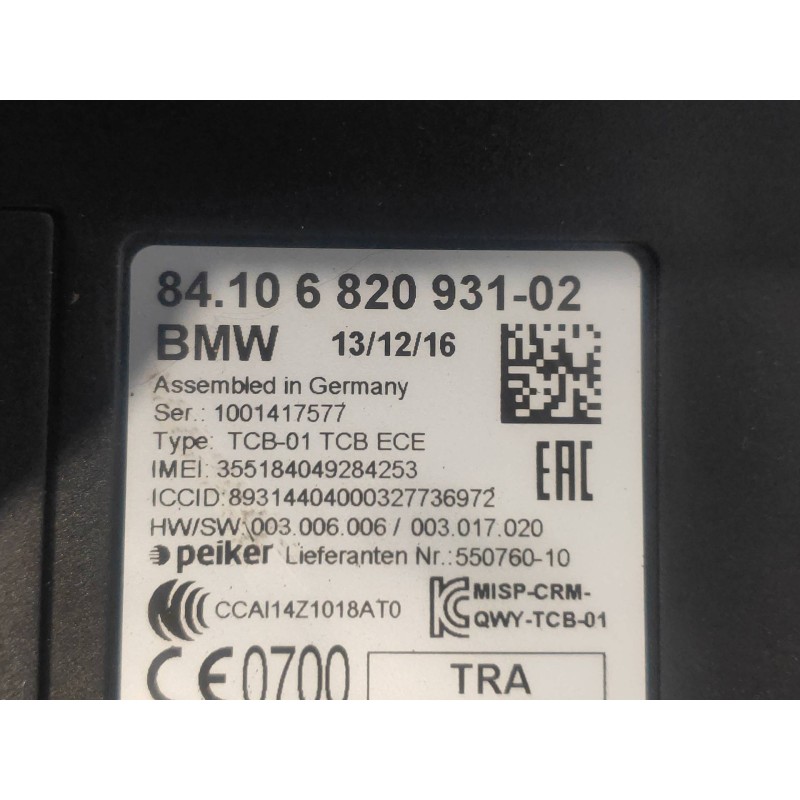 84.10 6 820 931-02
BMW 13/12/16
Assembled in Germany
Ser.: 1001417577
Type: TCB-01 TCB ECE
IMEI: 355184049284253
ICCID: 89314404000327736972
HW/SW: 003.006.006 / 003.017.020
peiker Lieferanten Nr.: 550760-10
EAC
CCAI14Z1018AT0
KC MISP-CRM-
QWY-TCB-01
CE0700
TRA